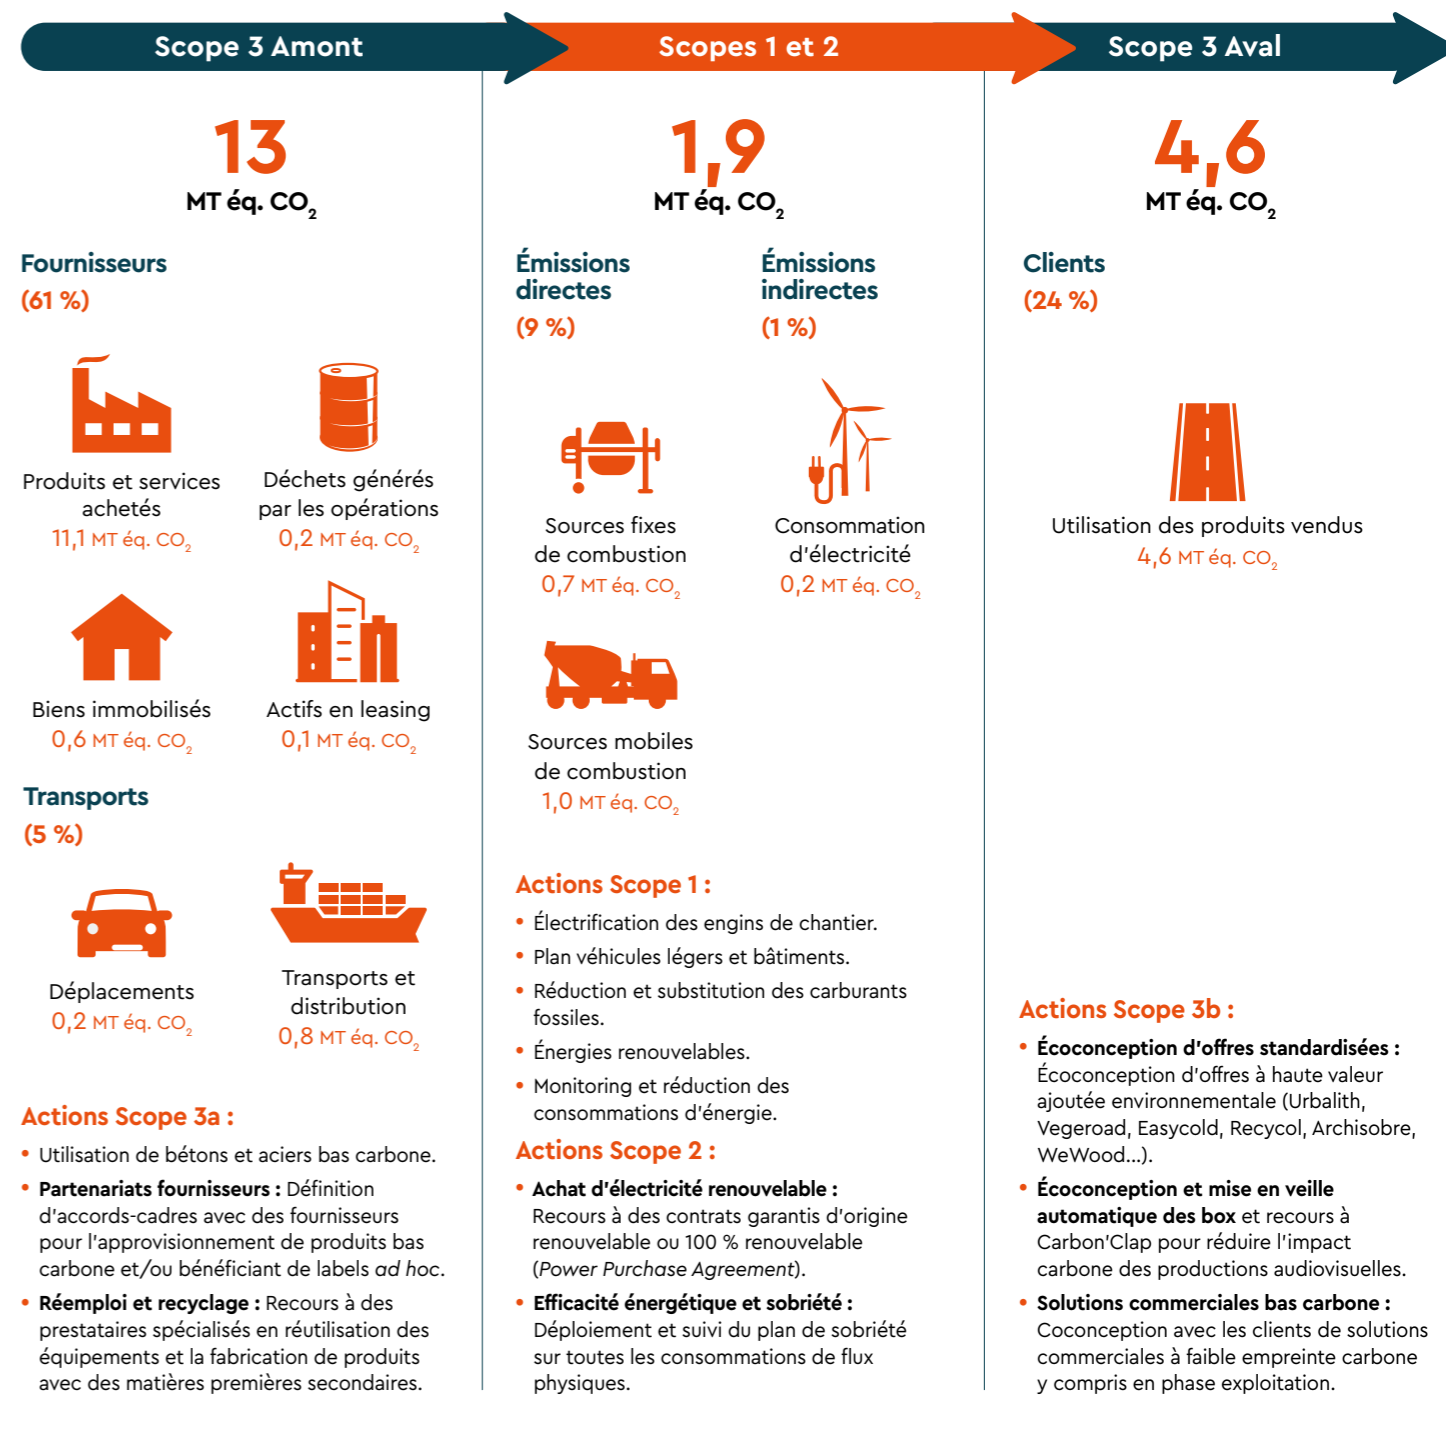 Scope 3 Amont
13
MT éq. CO₂
Fournisseurs
(61 %)
Produits et services
achetés
11,1 MT éq. CO₂
Déchets générés
par les opérations
0,2 MT éq. CO₂
Biens immobilisés
0,6 MT éq. CO₂
Actifs en leasing
0,1 MT éq. CO₂
Transports
(5 %)
Déplacements
0,2 MT éq. CO₂
Transports et
distribution
0,8 MT éq. CO₂
Actions Scope 3a :
• Utilisation de bétons et aciers bas carbone.
• Partenariats fournisseurs : Définition
d'accords-cadres avec des fournisseurs
pour l'approvisionnement de produits bas
carbone et/ou bénéficiant de labels ad hoc.
• Réemploi et recyclage : Recours à des
prestataires spécialisés en réutilisation des
équipements et la fabrication de produits
avec des matières premières secondaires.
Scopes 1 et 2
1,9
MT éq. CO₂
Émissions
directes
(9 %)
Sources fixes
de combustion
0,7 MT éq. CO₂
Sources mobiles
de combustion
1,0 MT éq. CO₂
Émissions
indirectes
(1 %)
Consommation
d'électricité
0,2 MT éq. CO₂
Actions Scope 1 :
• Électrification des engins de chantier.
• Plan véhicules légers et bâtiments.
• Réduction et substitution des carburants
fossiles.
• Énergies renouvelables.
• Monitoring et réduction des
consommations d'énergie.
Actions Scope 2 :
• Achat d'électricité renouvelable :
Recours à des contrats garantis d'origine
renouvelable ou 100 % renouvelable
(Power Purchase Agreement).
• Efficacité énergétique et sobriété :
Déploiement et suivi du plan de sobriété
sur toutes les consommations de flux
physiques.
Scope 3 Aval
4,6
MT éq. CO₂
Clients
(24 %)
Utilisation des produits vendus
4,6 MT éq. CO₂
Actions Scope 3b :
• Écoconception d'offres standardisées :
Écoconception d'offres à haute valeur
ajoutée environnementale (Urbalith,
Vegeroad, Easycold, Recycol, Archisobre,
WeWood...).
• Écoconception et mise en veille
automatique des box et recours à
Carbon'Clap pour réduire l'impact
carbone des productions audiovisuelles.
• Solutions commerciales bas carbone :
Coconception avec les clients de solutions
commerciales à faible empreinte carbone
y compris en phase exploitation.